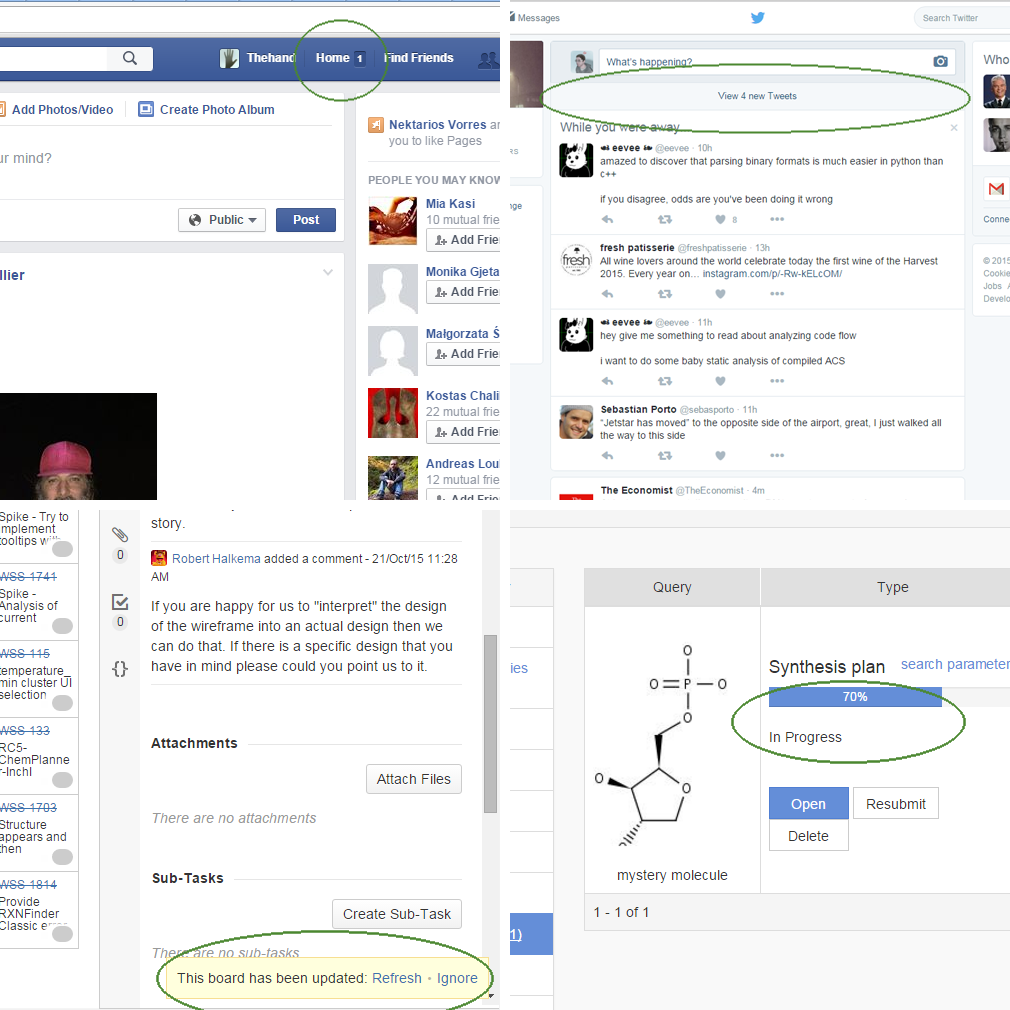 Thehand
Home 1
Find Friends
Add Photos/Video
Create Photo Album
ur mind?
Public
Post
llier
Nektarios Vorres
you to like Pages
PEOPLE YOU MAY KNOW
Mia Kasi
10 mutual frie
Add Frie
Monika Gjeta
Add Frie
Małgorzata Ś
Add Frie
Kostas Chali
22 mutual frie
Add Frie
Andreas Lou
12 mutual frie
Add Frie
Messages
Search Twitter
What's happening?
View 4 new Tweets
While you were away
eevee @eevee · 10h
amazed to discover that parsing binary formats is much easier in python than
c++
if you disagree, odds are you've been doing it wrong
8
fresh patisserie @freshpatisserie · 13h
fresh
All wine lovers around the world celebrate today the first wine of the Harvest
2015. Every year on... instagram.com/p/-Rw-kELcOM/
eevee @eevee · 11h
hey give me something to read about analyzing code flow
i want to do some baby static analysis of compiled ACS
Sebastian Porto @sebasporto · 11h
"Jetstar has moved" to the opposite side of the airport, great, I just walked all
the way to this side
The Economist @TheEconomist · 4m
Who
Conne
© 2015
Cookie
Jobs
Develo
Spike - Try to
implement
tooltips
WSS-1741
Spike -
Analysis of
current
WSS-115
temperature_
min cluster UI
selection
WSS-133
RC5-
ChemPlanne
r-InchI
WSS-1703
Structure
appears and
then
WSS-1814
Provide
RXNFinder
Classic
0
0
{}
story.
Robert Halkema added a comment - 21/Oct/15 11:28
AM
If you are happy for us to "interpret" the design
of the wireframe into an actual design then we
can do that. If there is a specific design that you
have in mind please could you point us to it.
Attachments
Attach Files
There are no attachments
Sub-Tasks
Create Sub-Task
There are no sub-tasks
This board has been updated: Refresh · Ignore
ies
1)
Query
Type
O
O
P
O
O
O
O
mystery molecule
Synthesis plan
search parameter
70%
In Progress
Open
Resubmit
Delete
1 - 1 of 1